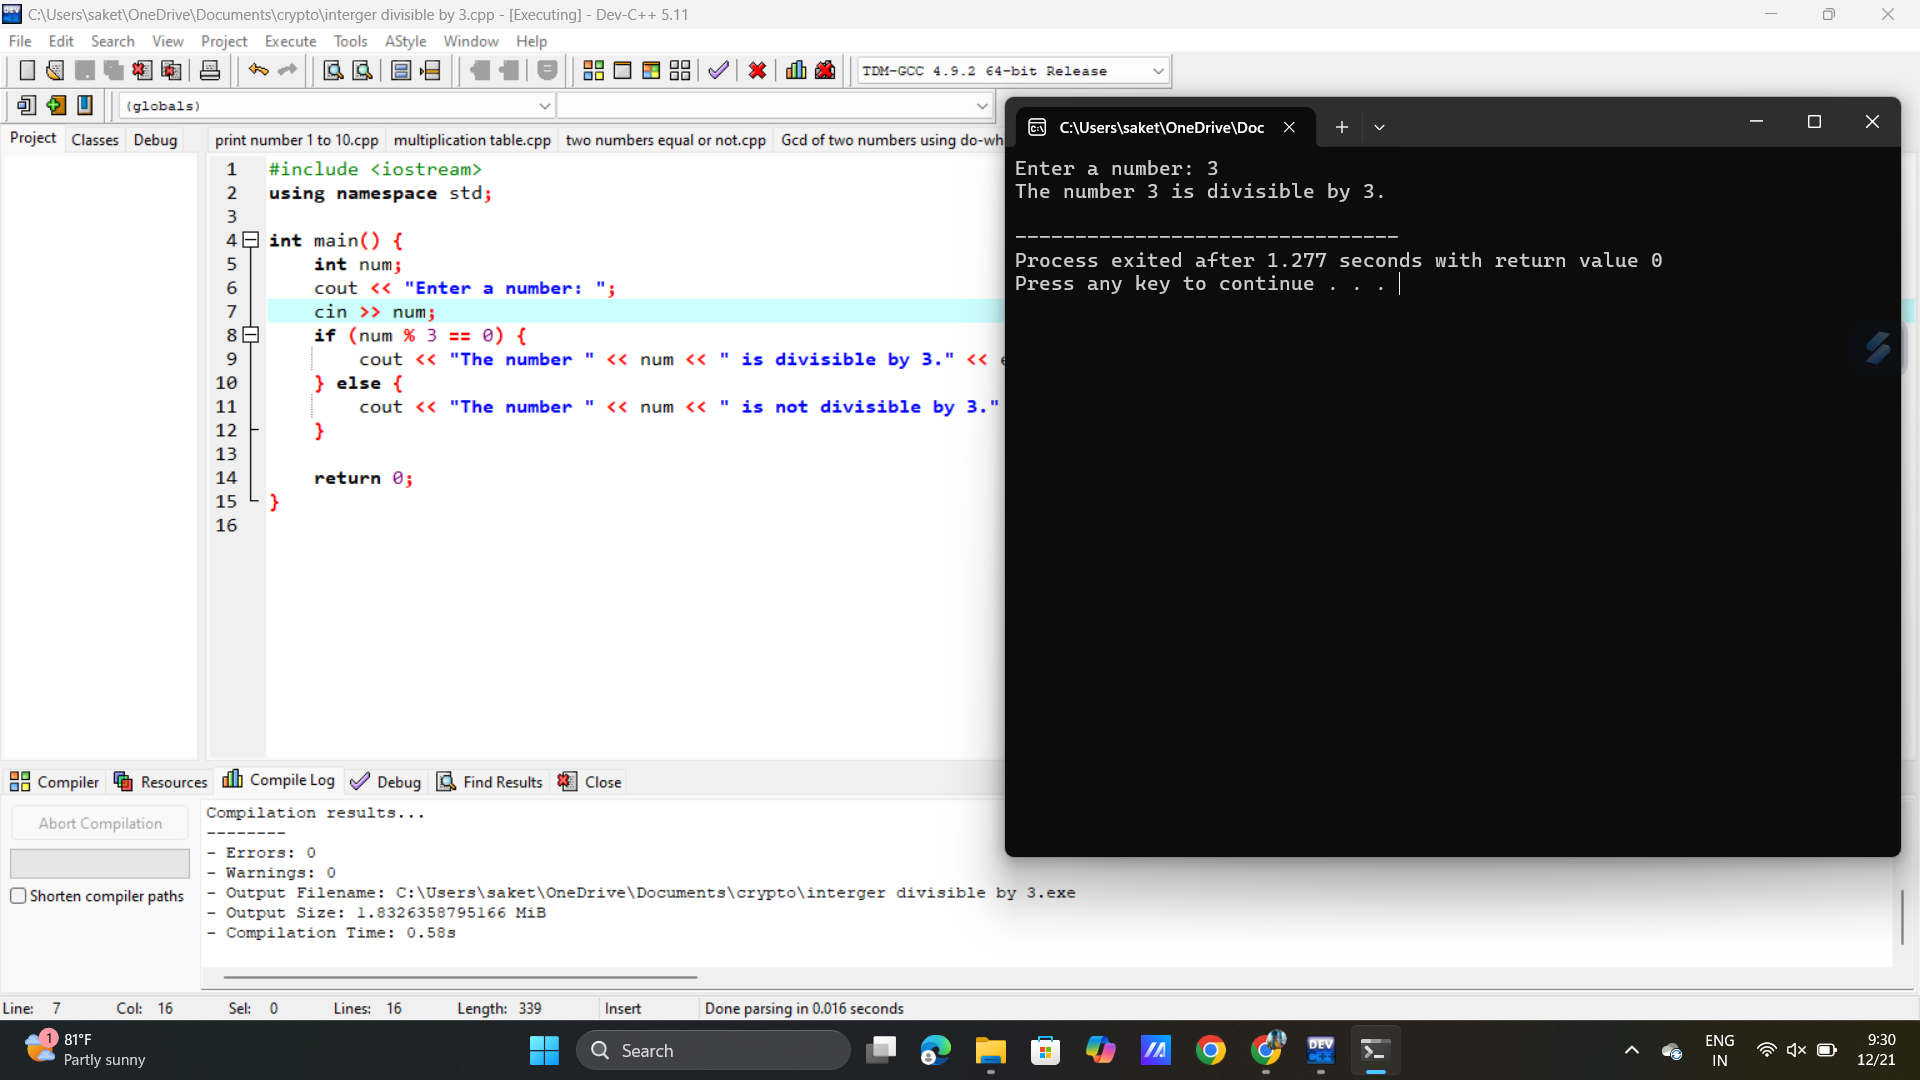 C:\Users\saket\OneDrive\Documents\crypto\interger divisible by 3.cpp - [Executing] - Dev-C++ 5.11
File Edit Search View Project Execute Tools AStyle Window Help
TDM-GCC 4.9.2 64-bit Release
(globals)
Project Classes Debug
print number 1 to 10.cpp multiplication table.cpp two numbers equal or not.cpp Gcd of two numbers using do-wh
1 #include <iostream>
2 using namespace std;
3
4 int main() {
5 int num;
6 cout << "Enter a number: ";
7 cin >> num;
8 if (num % 3 == 0) {
9 cout << "The number " << num << " is divisible by 3." <<
10 } else {
11 cout << "The number " << num << " is not divisible by 3."
12 }
13
14 return 0;
15 }
16
C:\Users\saket\OneDrive\Doc
Enter a number: 3
The number 3 is divisible by 3.
--------------------------------
Process exited after 1.277 seconds with return value 0
Press any key to continue . . .
Compiler Resources Compile Log Debug Find Results Close
Abort Compilation
Shorten compiler paths
Compilation results...
--------
- Errors: 0
- Warnings: 0
- Output Filename: C:\Users\saket\OneDrive\Documents\crypto\interger divisible by 3.exe
- Output Size: 1.8326358795166 MiB
- Compilation Time: 0.58s
Line: 7 Col: 16 Sel: 0 Lines: 16 Length: 339 Insert Done parsing in 0.016 seconds
1
81°F
Partly sunny
Search
DEV
ENG
IN
9:30
12/21